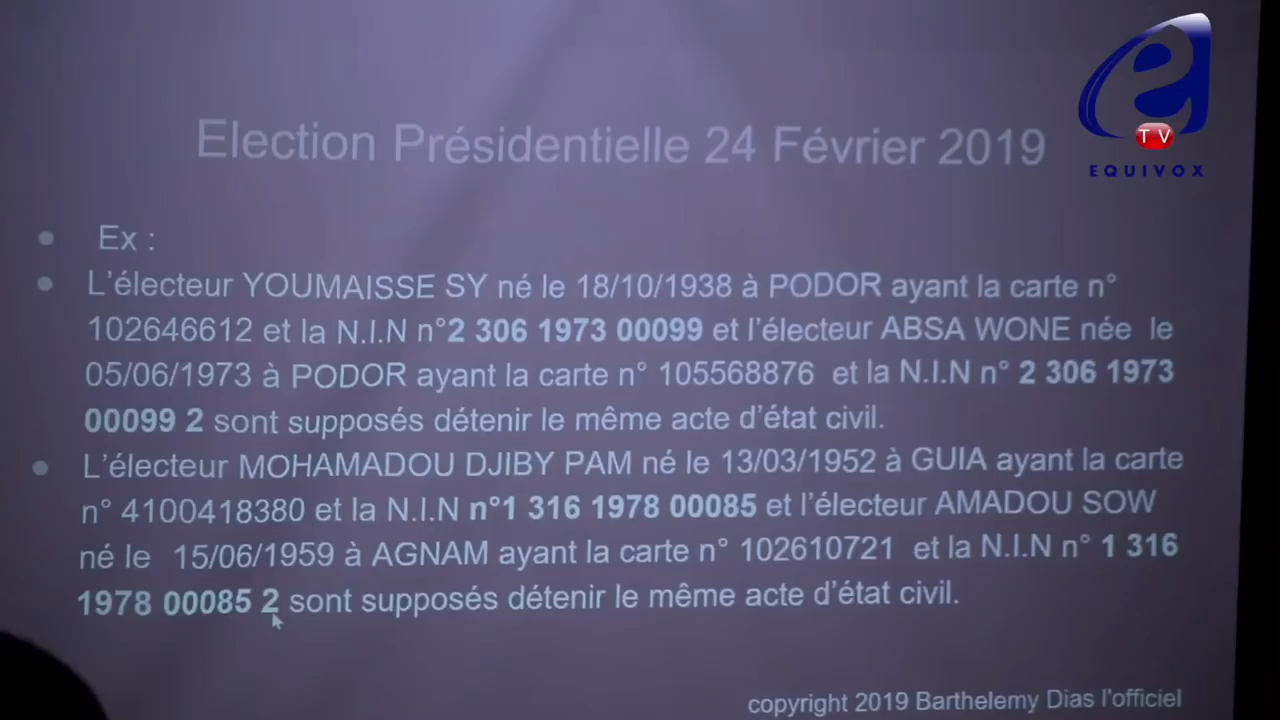 e
TV
EQUIVOX
Election Présidentielle 24 Février 2019
• Ex :
• L'électeur YOUMAISSE SY né le 18/10/1938 à PODOR ayant la carte n°
102646612 et la N.I.N n°2 306 1973 00099 et l'électeur ABSA WONE née le
05/06/1973 à PODOR ayant la carte n° 105568876 et la N.I.N n° 2 306 1973
00099 2 sont supposés détenir le même acte d'état civil.
• L'électeur MOHAMADOU DJIBY PAM né le 13/03/1952 à GUIA ayant la carte
n° 4100418380 et la N.I.N n°1 316 1978 00085 et l'électeur AMADOU SOW
né le 15/06/1959 à AGNAM ayant la carte n° 102610721 et la N.I.N n° 1 316
1978 00085 2 sont supposés détenir le même acte d'état civil.
copyright 2019 Barthelemy Dias l'officiel